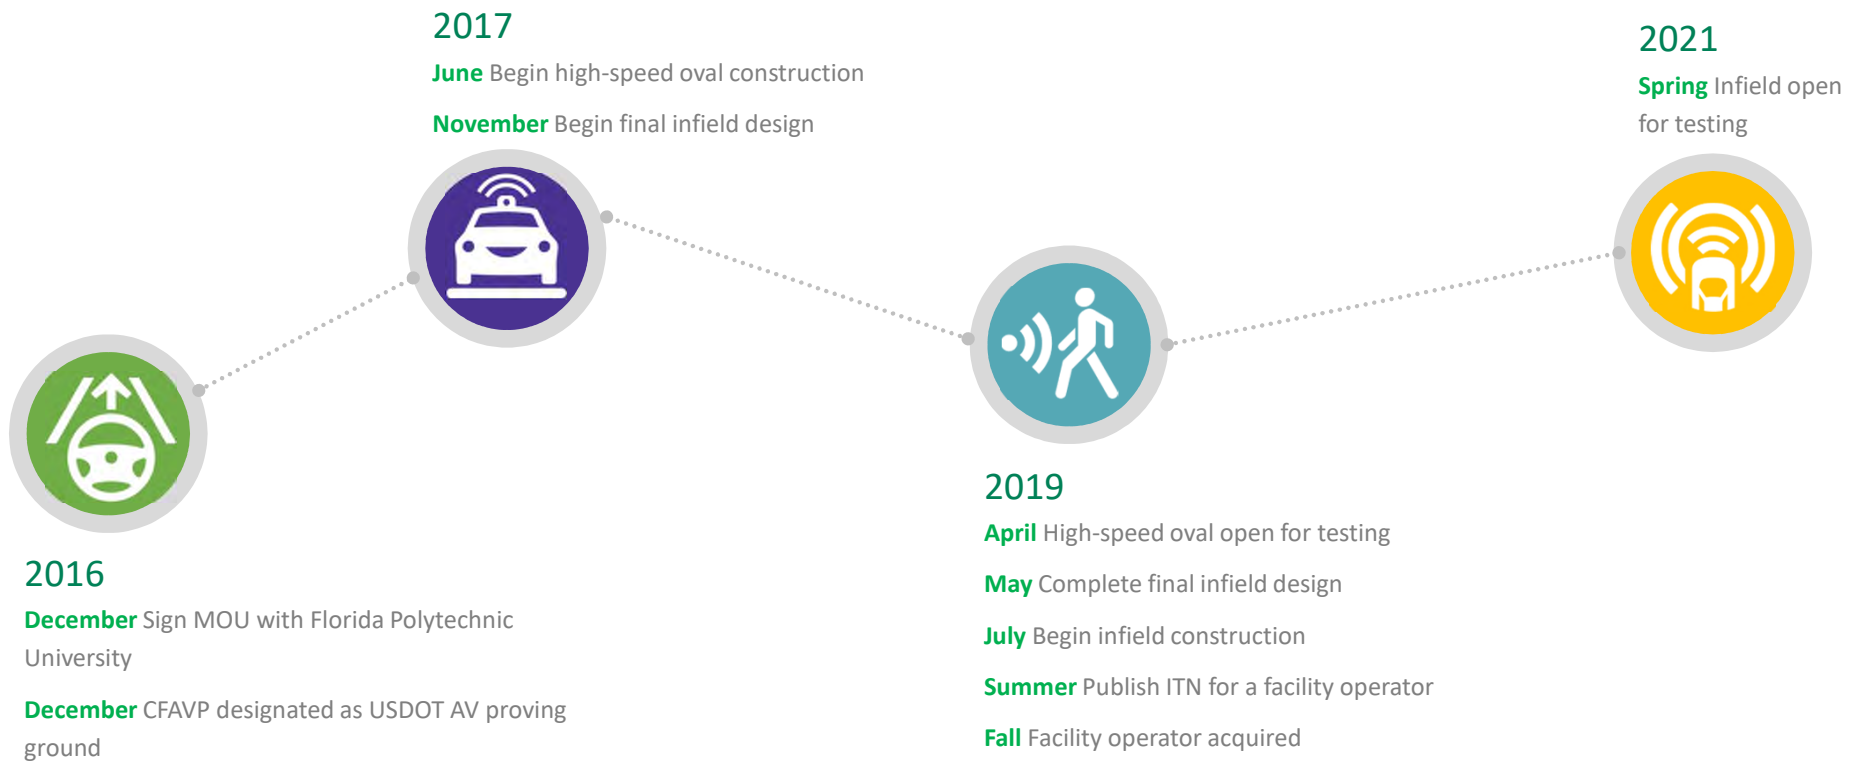 2016
December Sign MOU with Florida Polytechnic
University
December CFAVP designated as USDOT AV proving
ground
2017
June Begin high-speed oval construction
November Begin final infield design
2019
April High-speed oval open for testing
May Complete final infield design
July Begin infield construction
Summer Publish ITN for a facility operator
Fall Facility operator acquired
2021
Spring Infield open
for testing